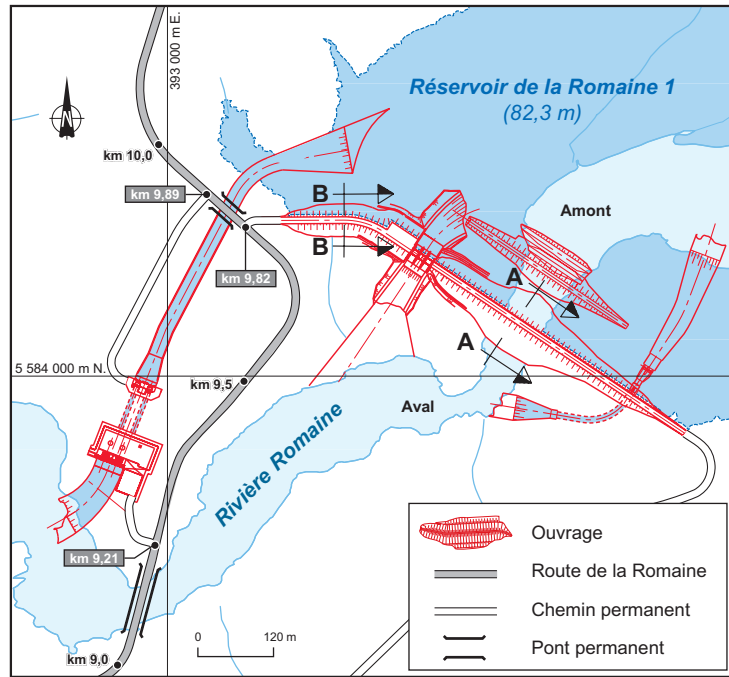 393 000 m E.
Réservoir de la Romaine 1
(82,3 m)
N
km 10,0
km 9,89
B
Amont
B
km 9,82
A
A
5 584 000 m N.
km 9,5
Aval
Rivière Romaine
km 9,21
km 9,0
0 120 m
Ouvrage
Route de la Romaine
Chemin permanent
Pont permanent